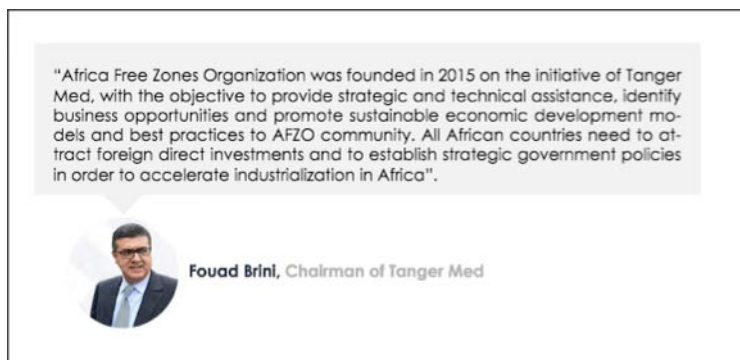 “Africa Free Zones Organization was founded in 2015 on the initiative of Tanger
Med, with the objective to provide strategic and technical assistance, identify
business opportunities and promote sustainable economic development mo-
dels and best practices to AFZO community. All African countries need to at-
tract foreign direct investments and to establish strategic government policies
in order to accelerate industrialization in Africa”.
Fouad Brini, Chairman of Tanger Med